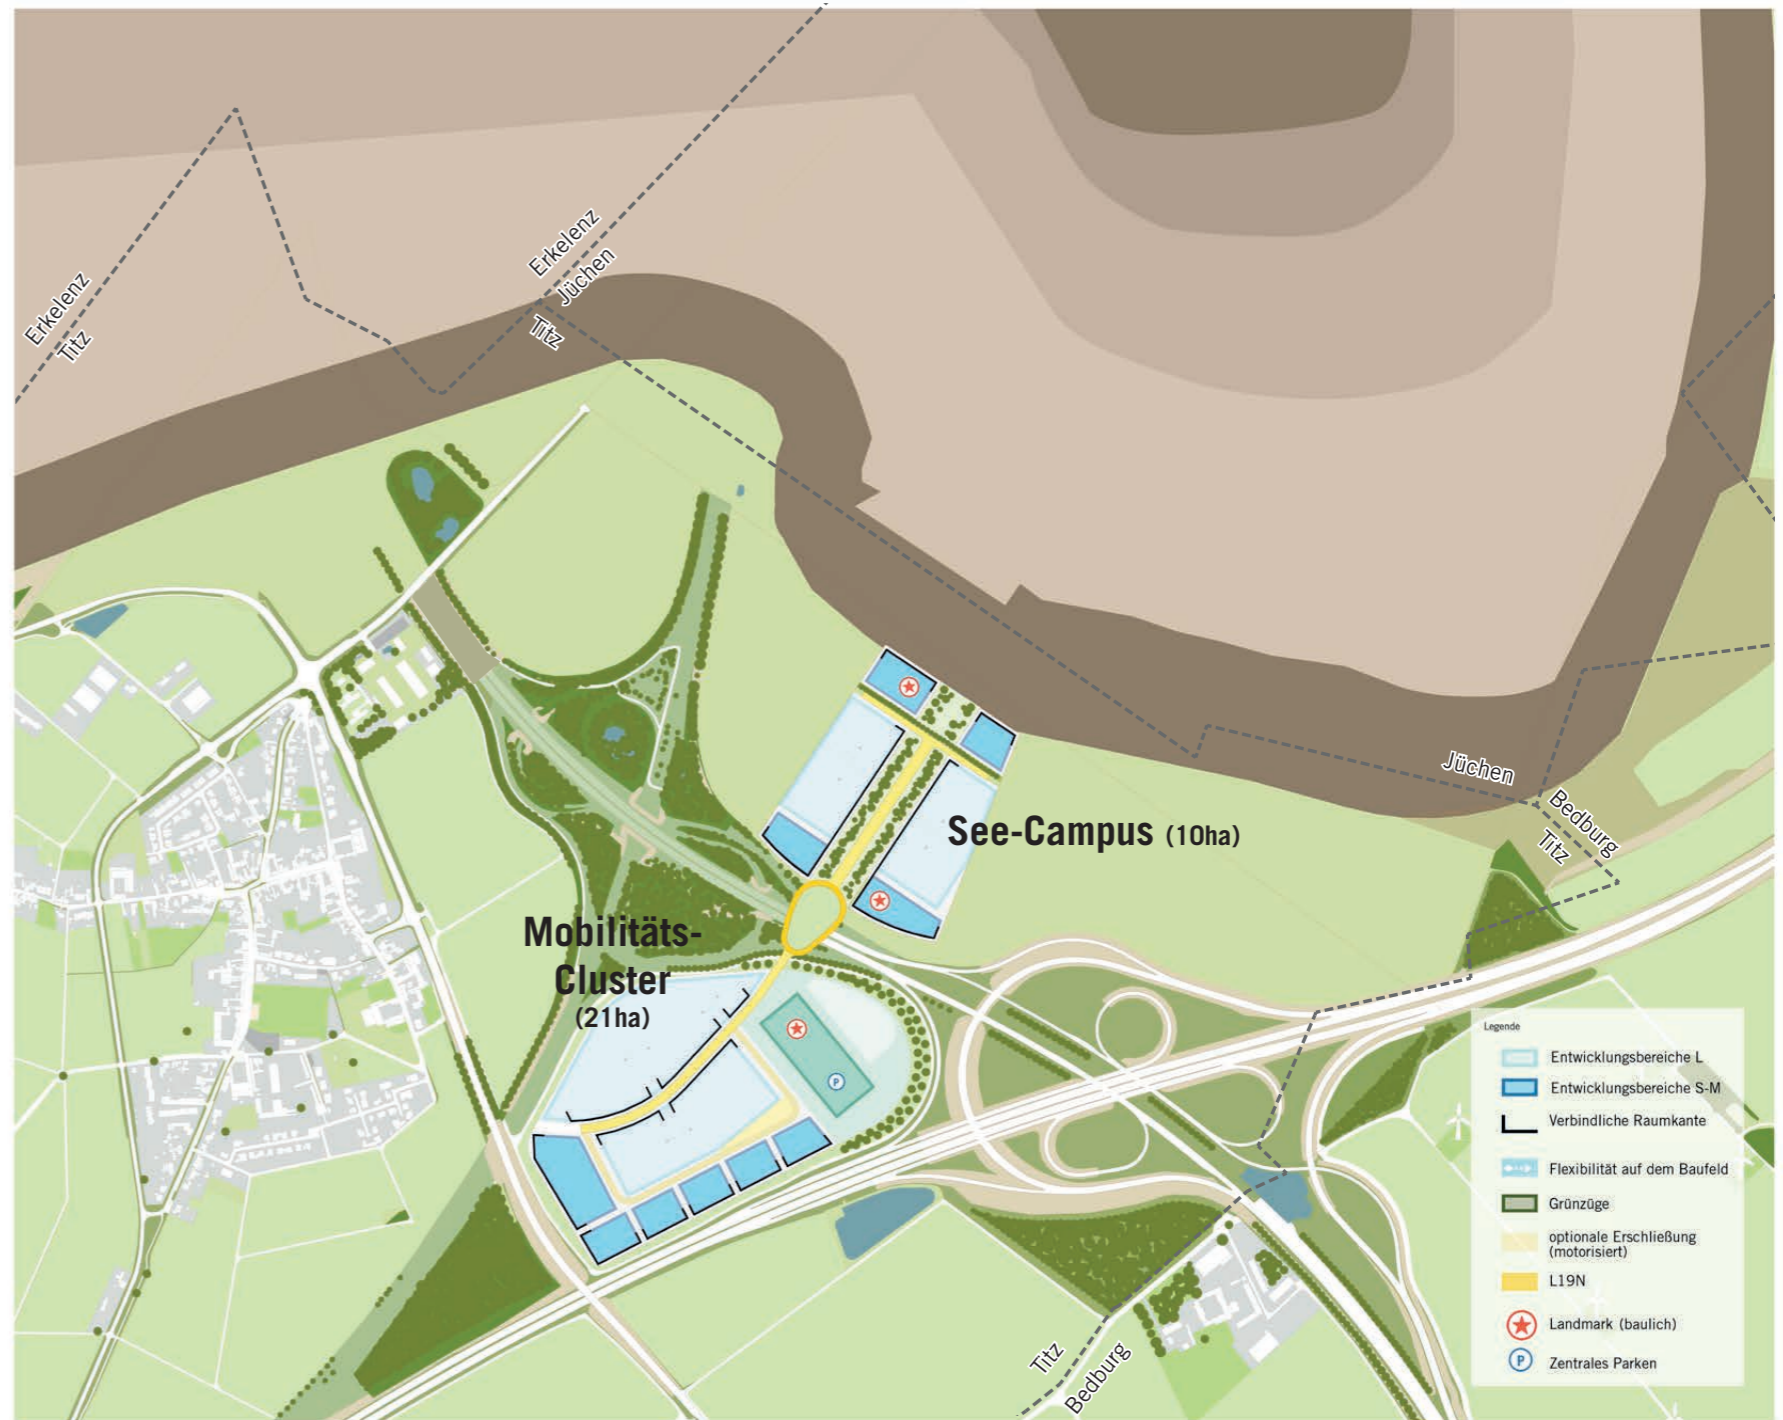 Erkelenz
Titz
Erkelenz
Jüchen
Titz
Jüchen
Bedburg
Titz
See-Campus (10ha)
Mobilitäts-
Cluster
(21ha)
P
Titz
Bedburg
Legende
Entwicklungsbereiche L
Entwicklungsbereiche S-M
Verbindliche Raumkante
Flexibilität auf dem Baufeld
Grünzüge
optionale Erschließung
(motorisiert)
L19N
Landmark (baulich)
P Zentrales Parken